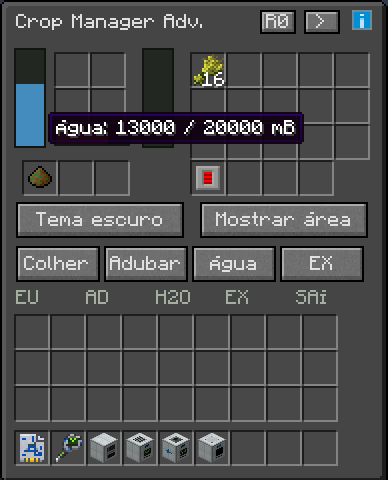 Crop Manager Adv. R0 > i
16
Água: 13000 / 20000 mB
Tema escuro Mostrar área
Colher Adubar água EX
EU AD H2O EX SAí